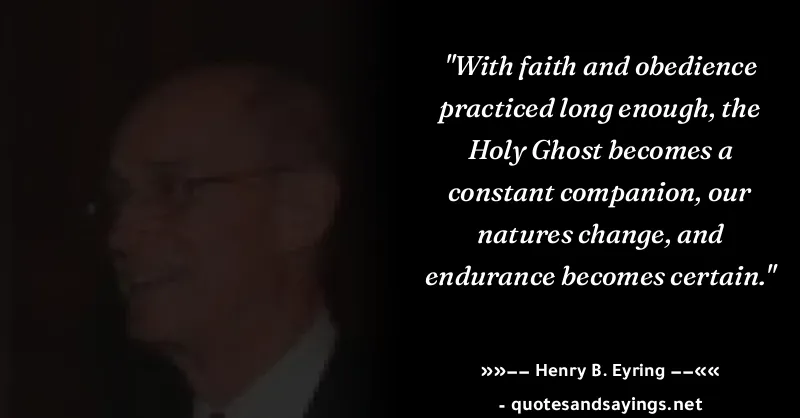 "With faith and obedience
practiced long enough, the
Holy Ghost becomes a
constant companion, our
natures change, and
endurance becomes certain."
»»−− Henry B. Eyring −−««
- quotesandsayings.net